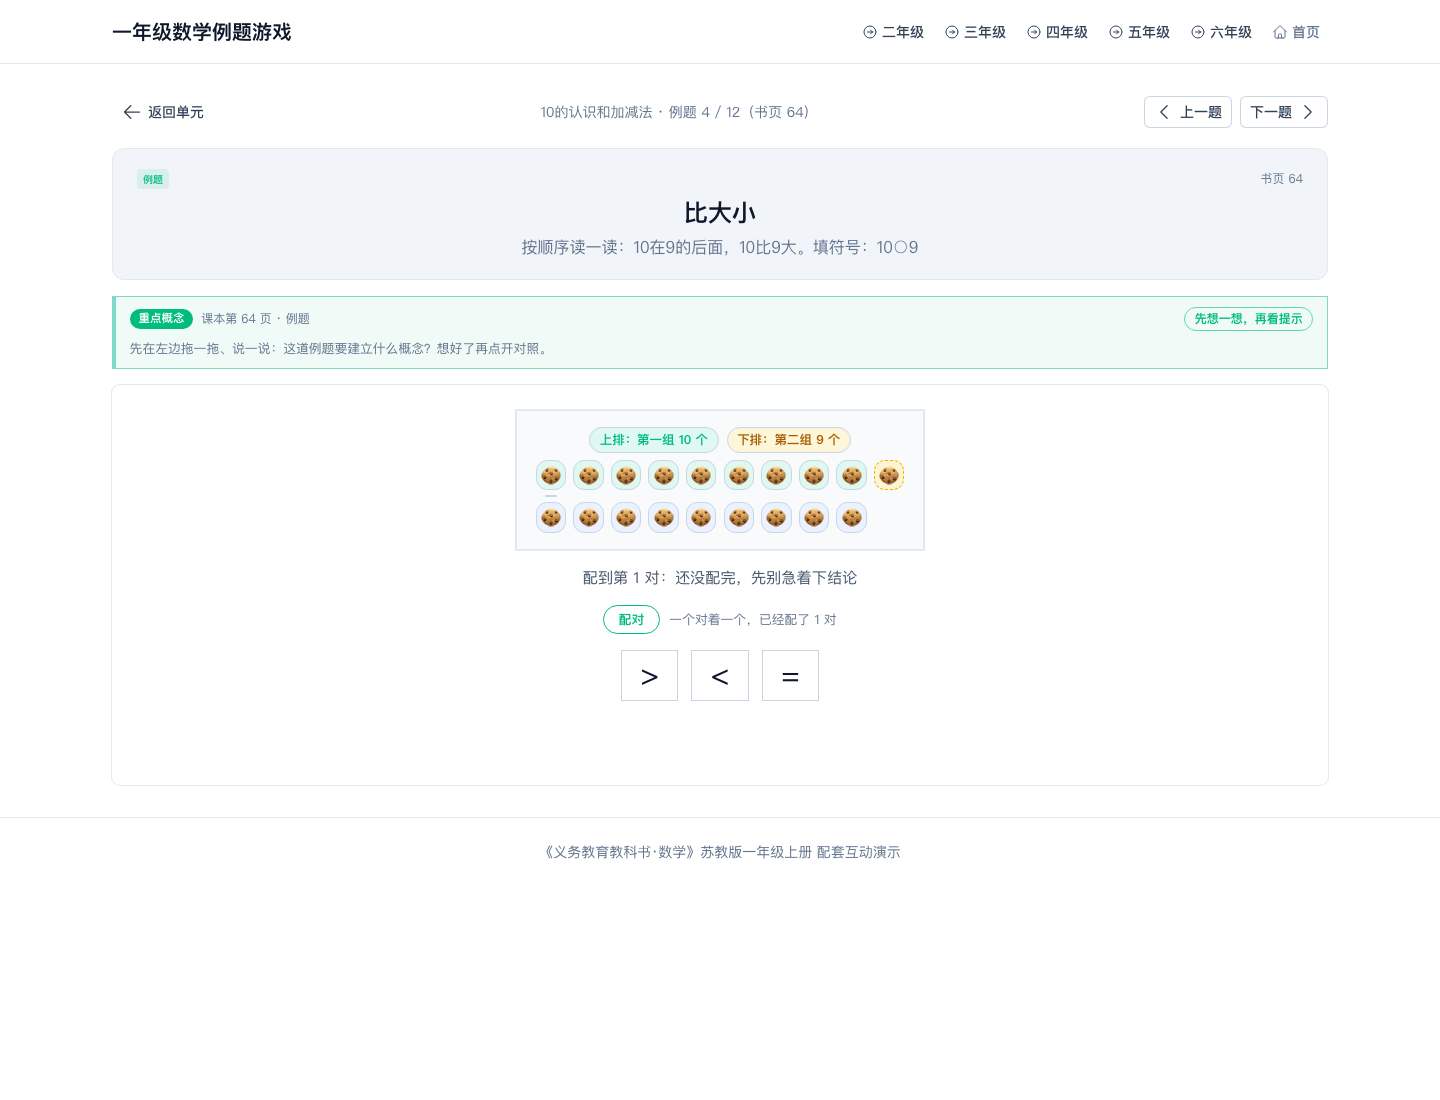 一年级数学例题游戏
二年级 三年级 四年级 五年级 六年级 首页
返回单元
10的认识和加减法 · 例题 4 / 12（书页 64）
上一题 下一题
例题
书页 64
比大小
按顺序读一读：10在9的后面，10比9大。填符号：10○9
重点概念 课本第 64 页 · 例题
先想一想，再看提示
先在左边拖一拖、说一说：这道例题要建立什么概念？想好了再点开对照。
上排：第一组 10 个 下排：第二组 9 个
配到第 1 对：还没配完，先别急着下结论
配对 一个对着一个，已经配了 1 对
> < =
《义务教育教科书·数学》苏教版一年级上册 配套互动演示